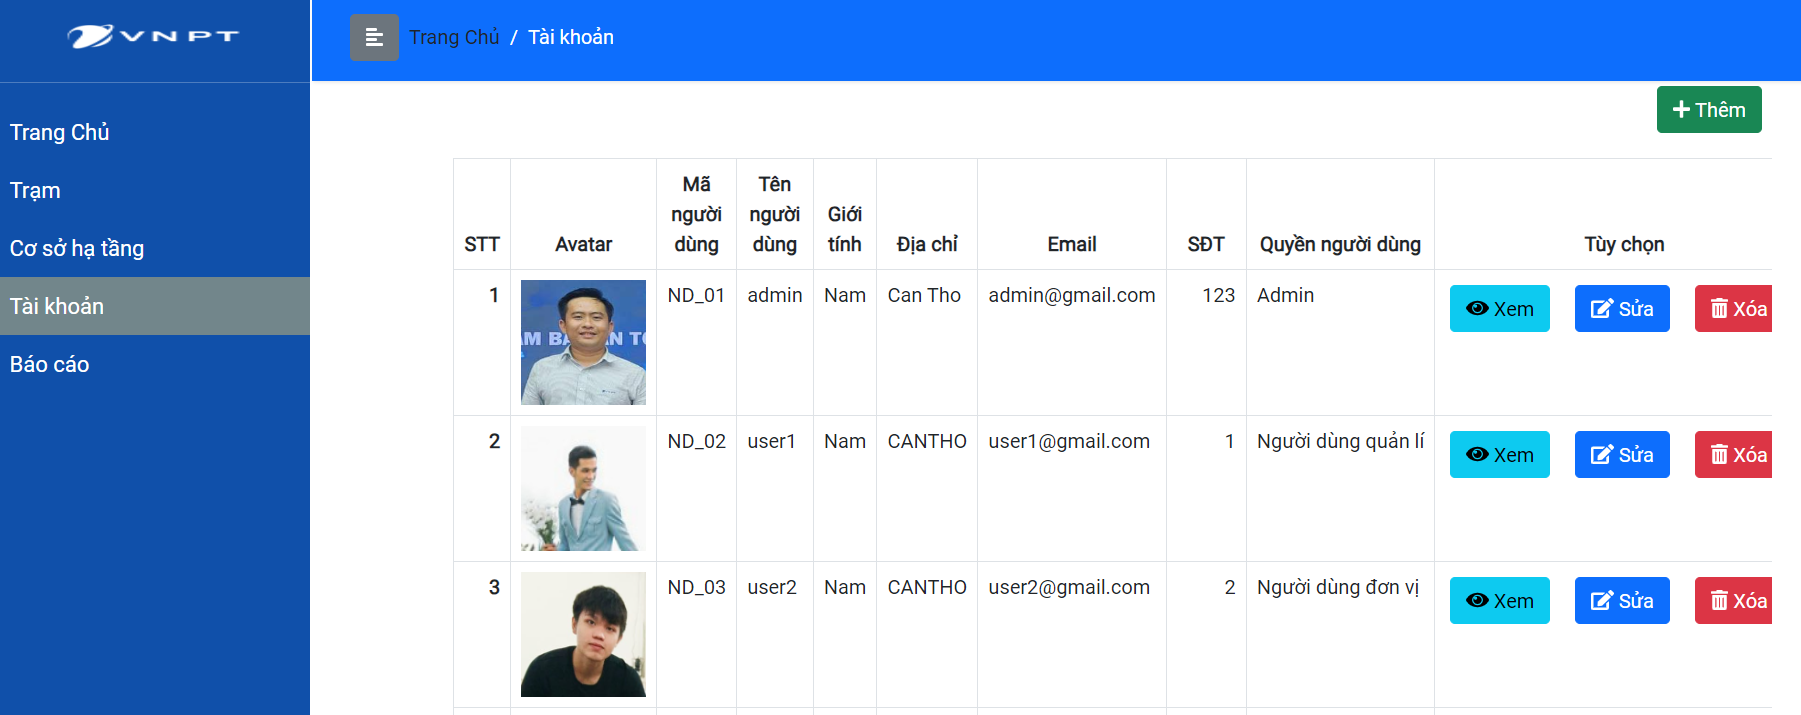 VNPT
Trang Chủ / Tài khoản
Trang Chủ
Trạm
Cơ sở hạ tầng
Tài khoản
Báo cáo
Thêm
STT Avatar Mã người dùng Tên người dùng Giới tính Địa chỉ Email SĐT Quyền người dùng Tùy chọn
1 ND_01 admin Nam Can Tho admin@gmail.com 123 Admin Xem Sửa Xóa
2 ND_02 user1 Nam CANTHO user1@gmail.com 1 Người dùng quản lí Xem Sửa Xóa
3 ND_03 user2 Nam CANTHO user2@gmail.com 2 Người dùng đơn vị Xem Sửa Xóa